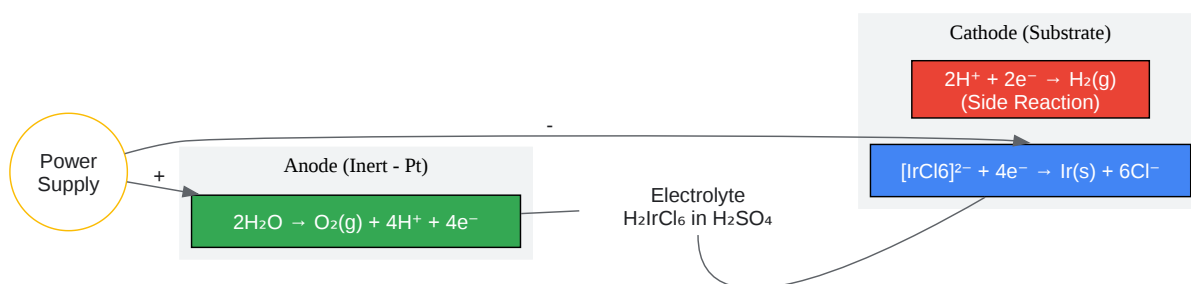 Cathode (Substrate)
2H⁺ + 2e⁻ → H₂(g)
(Side Reaction)
-
Power
Supply
+
Anode (Inert - Pt)
[IrCl6]²⁻ + 4e⁻ → Ir(s) + 6Cl⁻
2H₂O → O₂(g) + 4H⁺ + 4e⁻
Electrolyte
H₂IrCl₆ in H₂SO₄